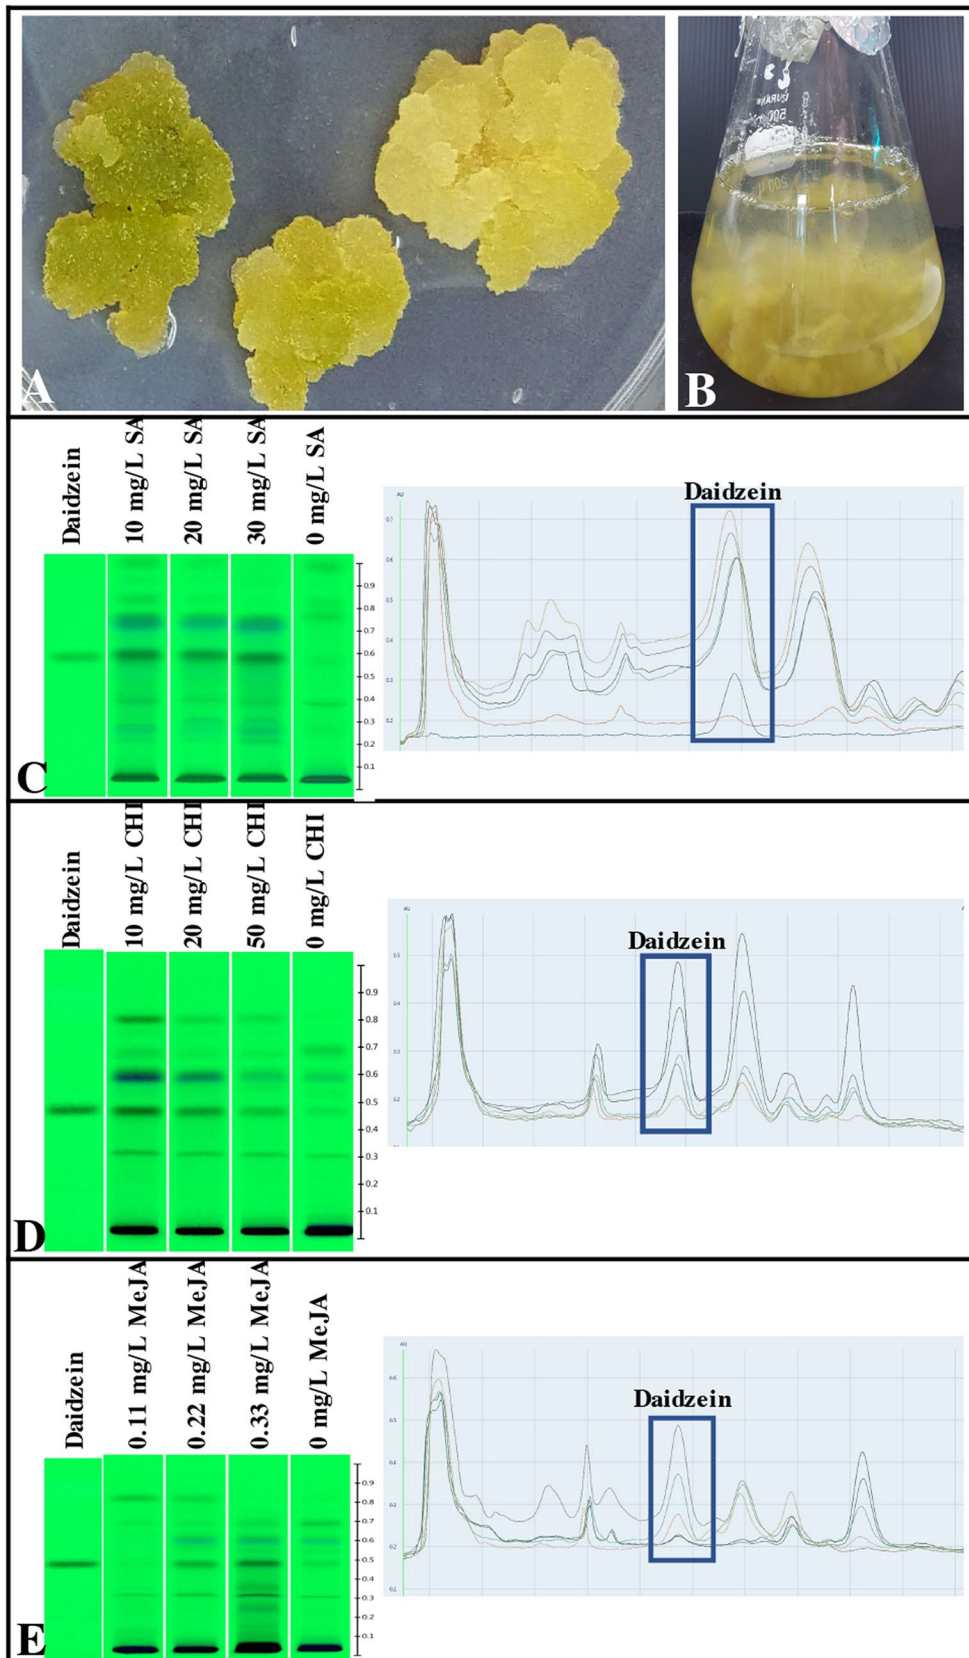 A
B
DURAN
500
Daidzein
10 mg/L SA
20 mg/L SA
30 mg/L SA
0 mg/L SA
0.9
0.8
0.7
0.6
0.5
0.4
0.3
0.2
0.1
AU
Daidzein
C
Daidzein
10 mg/L CHI
20 mg/L CHI
50 mg/L CHI
0 mg/L CHI
0.9
0.8
0.7
0.6
0.5
0.4
0.3
0.2
0.1
AU
Daidzein
D
Daidzein
0.11 mg/L MeJA
0.22 mg/L MeJA
0.33 mg/L MeJA
0 mg/L MeJA
0.9
0.8
0.7
0.6
0.5
0.4
0.3
0.2
0.1
AU
Daidzein
E